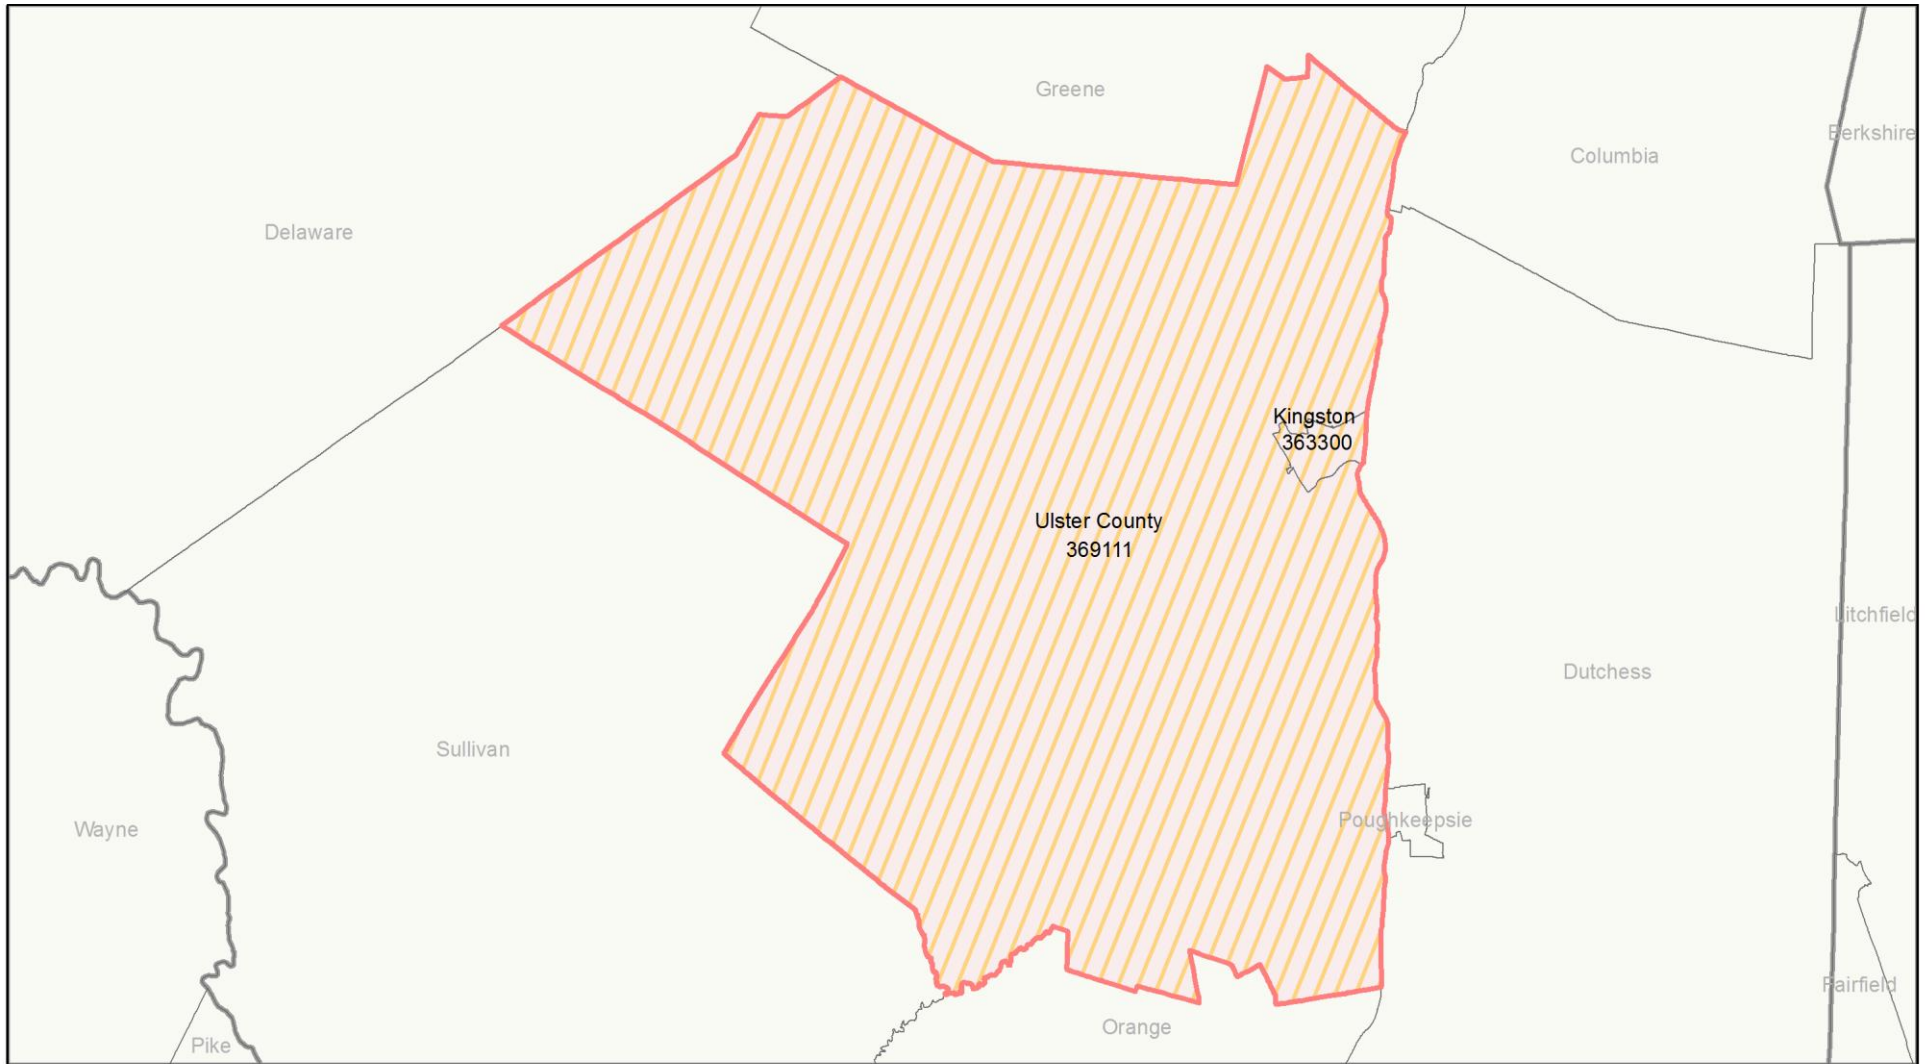 Greene
Berkshire
Columbia
Delaware
Kingston
363300
Ulster County
369111
Litchfield
Dutchess
Sullivan
Poughkeepsie
Wayne
Fairfield
Orange
Pike